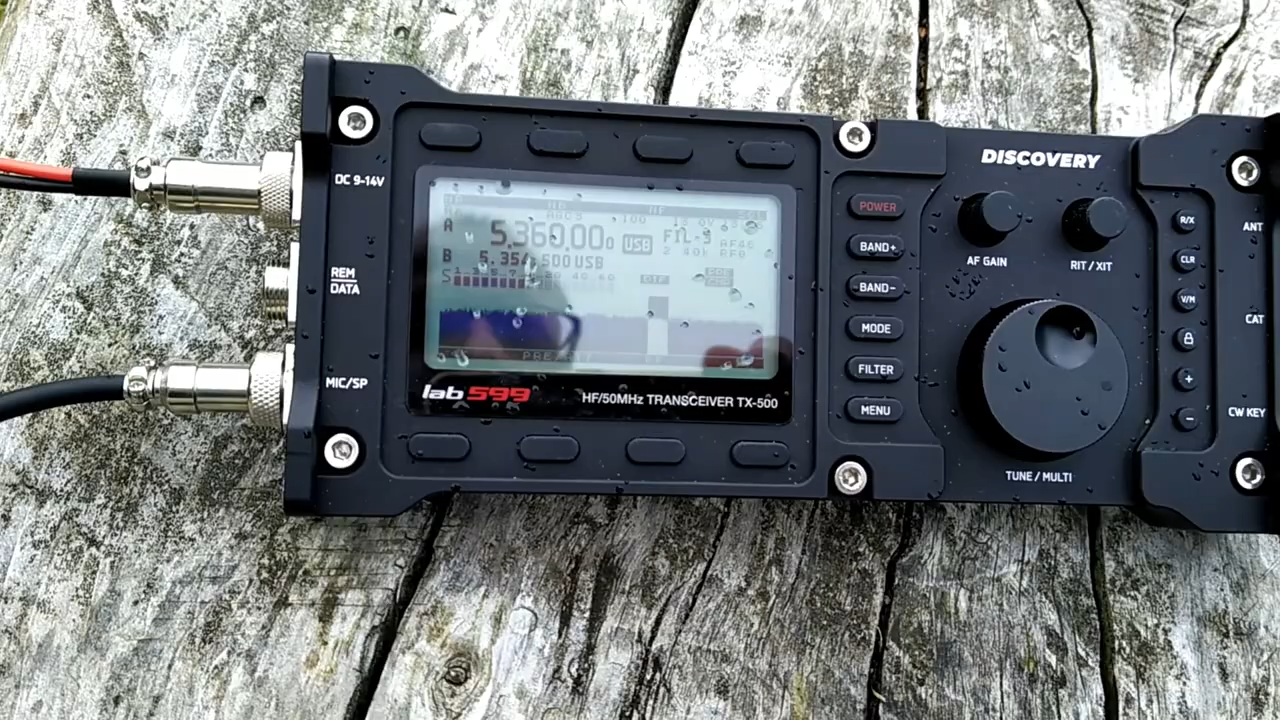 DISCOVERY
DC 9-14V
REM
DATA
MIC/SP
A 5.360.000 USB FIL-3
B 5.354.500 USB
S
PRE/ATT
lab599
HF/50MHz TRANSCEIVER TX-500
POWER
BAND+
BAND-
MODE
FILTER
MENU
AF GAIN
RIT / XIT
TUNE / MULTI
R/X
CLR
V/M
+
-
ANT
CAT
CW KEY